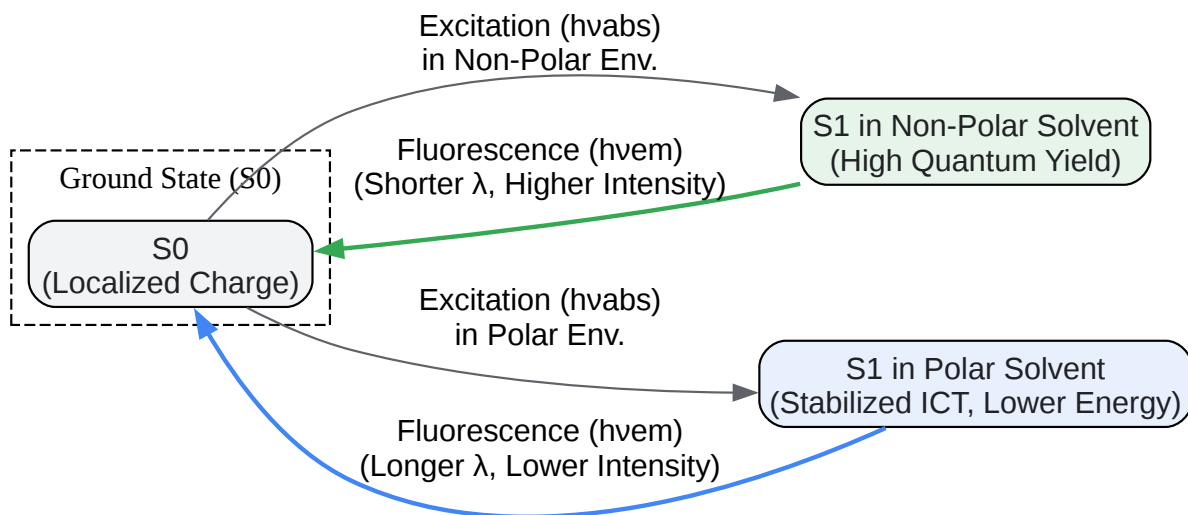 Excitation (hνabs)
in Non-Polar Env.
S1 in Non-Polar Solvent
(High Quantum Yield)
Fluorescence (hνem)
(Shorter λ, Higher Intensity)
Ground State (S0)
S0
(Localized Charge)
Excitation (hνabs)
in Polar Env.
S1 in Polar Solvent
(Stabilized ICT, Lower Energy)
Fluorescence (hνem)
(Longer λ, Lower Intensity)